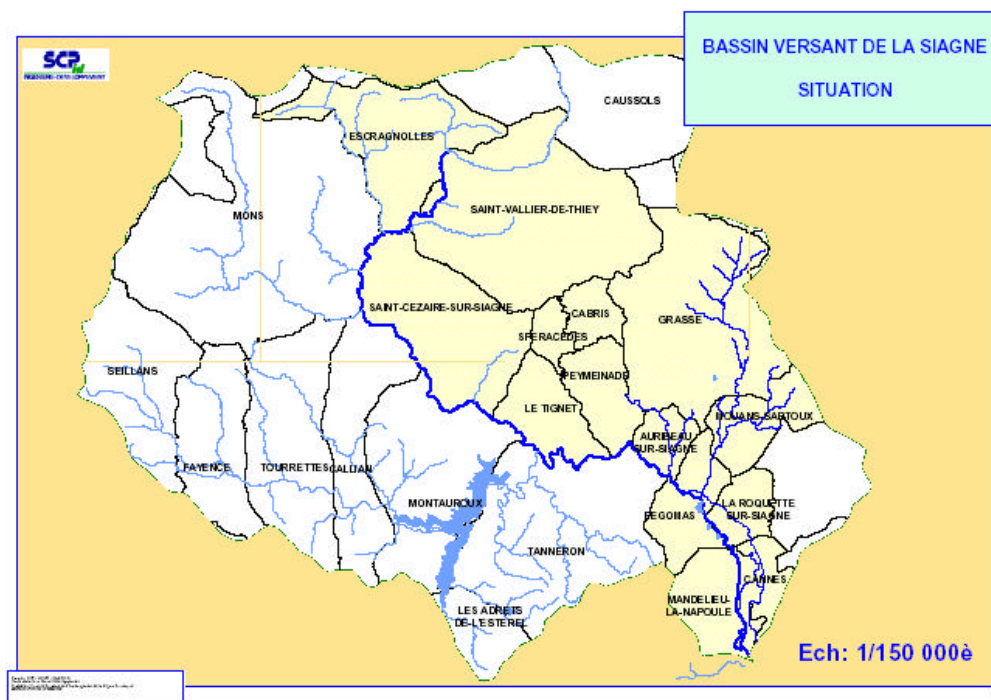 SCP
BASSIN VERSANT DE LA SIAGNE
SITUATION
CAUSSOLS
ESCRAGNOLLES
SAINT-VALLIER-DE-THIEY
MONS
SAINT-CEZAIRE-SUR-SIAGNE
CABRIS
GRASSE
SPERACEDES
SEILLANS
PEYMEINADE
LE TIGNET
MOUANS-SARTOUX
AURIBEAU
SUR-SIAGNE
FAYENCE
TOURRETTES
CALLIAN
MONTAUROUX
LA ROQUETTE
SUR-SIAGNE
PEGOMAS
TANNERON
CANNES
MANDELIEU-
LA-NAPOULE
LES ADRETS
DE-L'ESTEREL
Ech: 1/150 000è